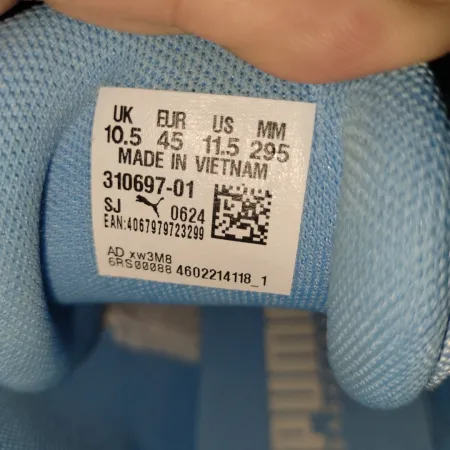 UK EUR US MM
10.5 45 11.5 295
MADE IN VIETNAM
310697-01
SJ 0624
EAN:4067979723299
AD xw3M8
6RS00088 4602214118_1
PUMA